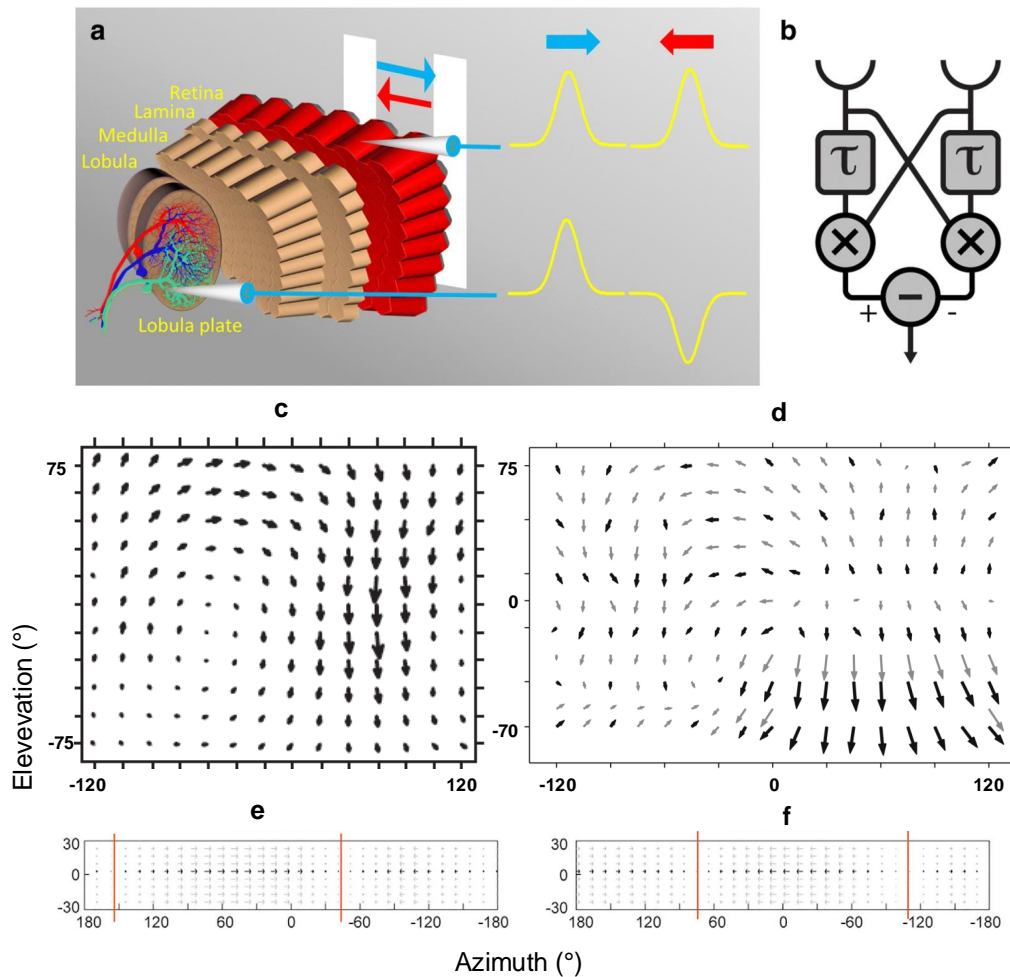 a
b
Retina
Lamina
Medulla
Lobula
Lobula plate
τ
τ
×
×
−
+
-
c
d
75
-75
-120
120
75
0
-70
-120
0
120
Elevevation (°)
e
f
30
0
-30
180
120
60
0
-60
-120
-180
30
0
-30
180
120
60
0
-60
-120
-180
Azimuth (°)